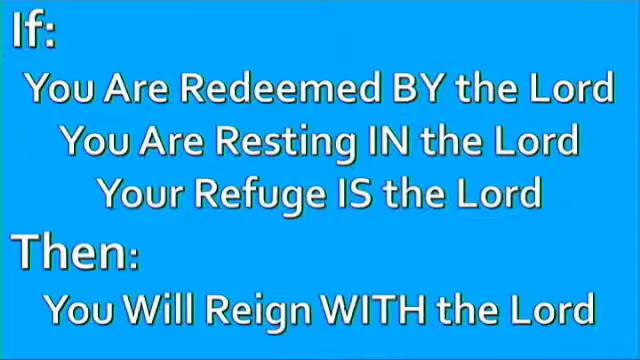 If:
You Are Redeemed BY the Lord
You Are Resting IN the Lord
Your Refuge IS the Lord
Then:
You Will Reign WITH the Lord